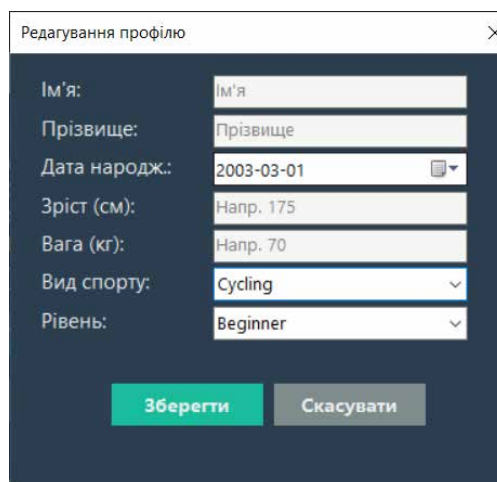 Редагування профілю
Ім'я: Ім'я
Прізвище: Прізвище
Дата народж.: 2003-03-01
Зріст (см): Напр. 175
Вага (кг): Напр. 70
Вид спорту: Cycling
Рівень: Beginner
Зберегти Скасувати